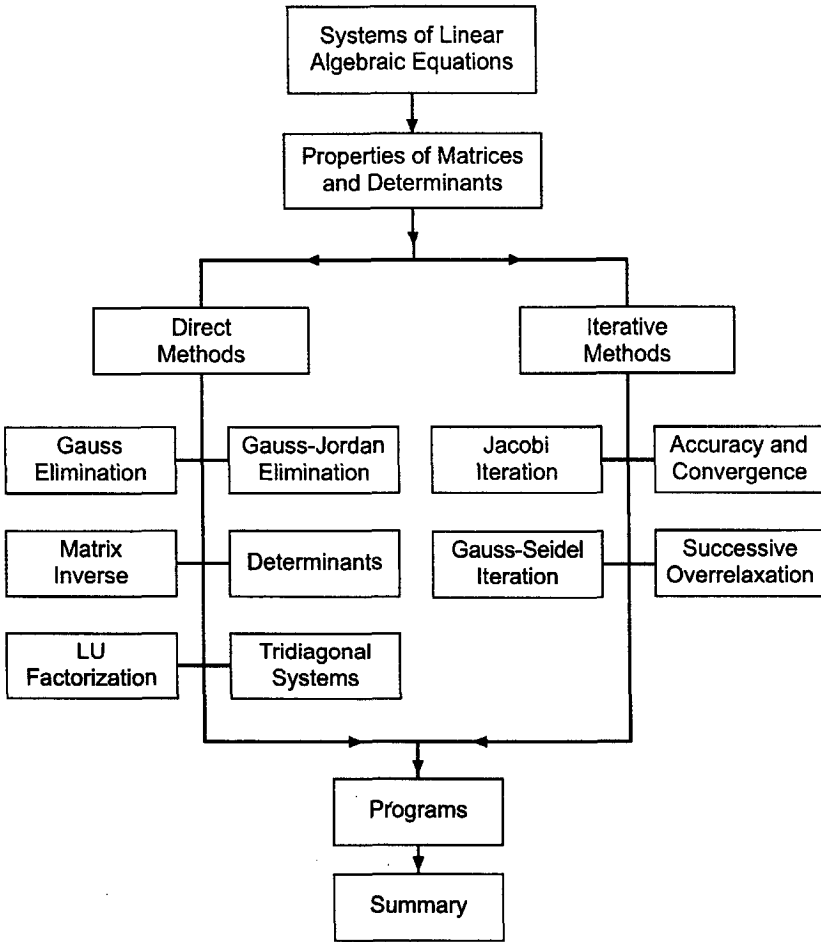 Systems of Linear
Algebraic Equations
Properties of Matrices
and Determinants
Direct
Methods
Iterative
Methods
Gauss
Elimination
Gauss-Jordan
Elimination
Jacobi
Iteration
Accuracy and
Convergence
Matrix
Inverse
Determinants
Gauss-Seidel
Iteration
Successive
Overrelaxation
LU
Factorization
Tridiagonal
Systems
Programs
Summary